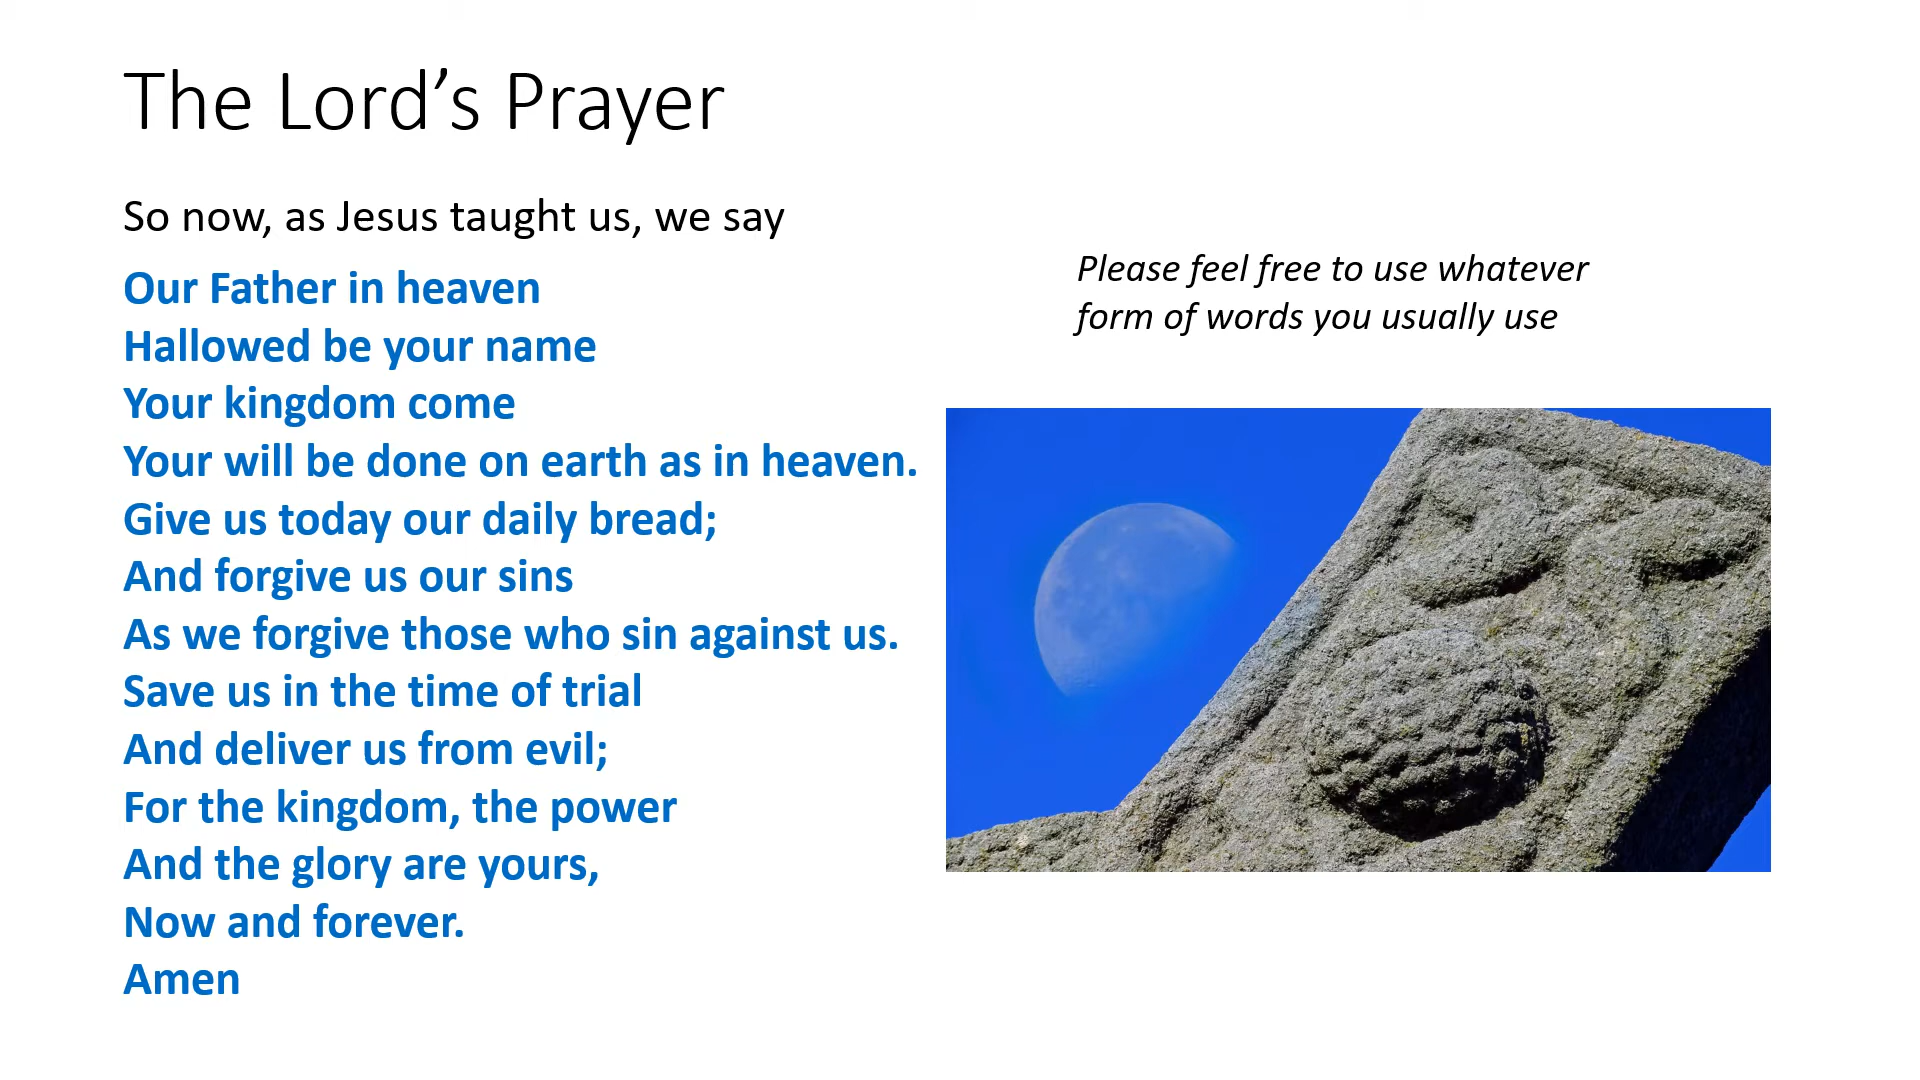 The Lord’s Prayer
So now, as Jesus taught us, we say
Our Father in heaven
Hallowed be your name
Your kingdom come
Your will be done on earth as in heaven.
Give us today our daily bread;
And forgive us our sins
As we forgive those who sin against us.
Save us in the time of trial
And deliver us from evil;
For the kingdom, the power
And the glory are yours,
Now and forever.
Amen
Please feel free to use whatever
form of words you usually use